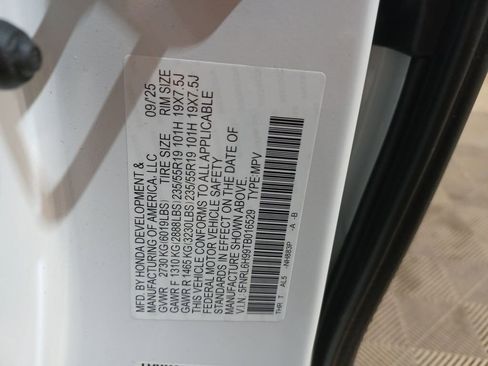 MFD. BY HONDA DEVELOPMENT & 09/25
MANUFACTURING OF AMERICA, LLC
GVWR 2730 KG(6019LBS) TIRE SIZE RIM SIZE
GAWR F 1310 KG(2888LBS)235/55R19 101H 19X7.5J
GAWR R 1465 KG(3230LBS)235/55R19 101H 19X7.5J
THIS VEHICLE CONFORMS TO ALL APPLICABLE
FEDERAL MOTOR VEHICLE SAFETY
STANDARDS IN EFFECT ON THE DATE OF
MANUFACTURE SHOWN ABOVE.
V.I.N. 5FNRL6H99TB016529 TYPE:MPV
THR T AL5 -NH883P -A -B